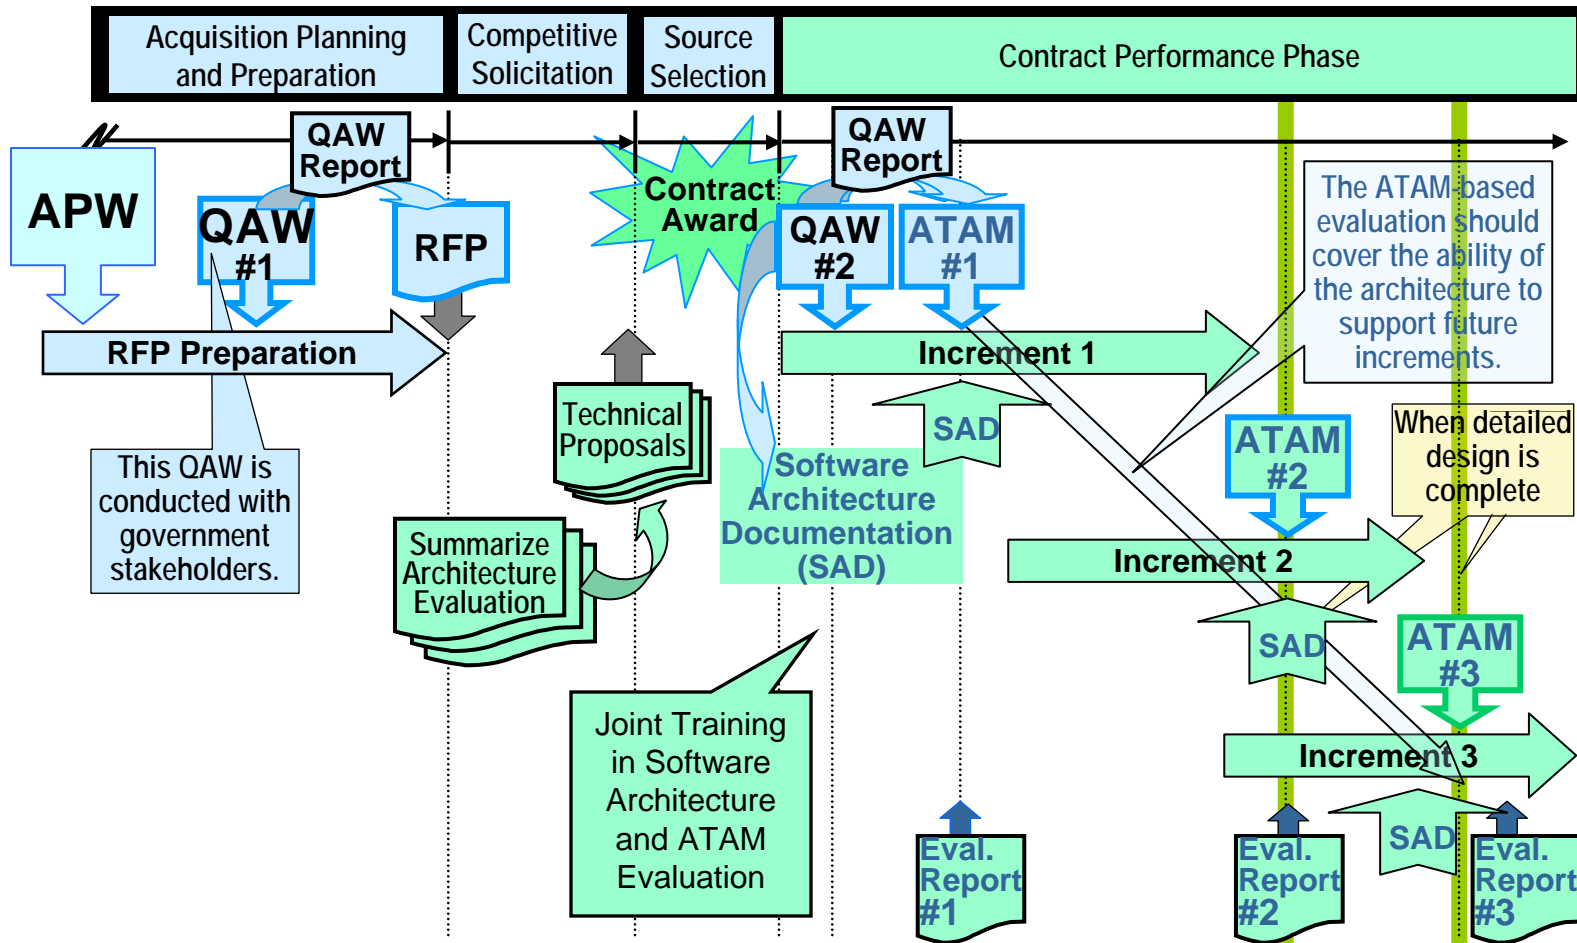 Acquisition Planning
and Preparation
Competitive
Solicitation
Source
Selection
Contract Performance Phase
QAW
Report
QAW
Report
APW
QAW
#1
RFP
Contract
Award
QAW
#2
ATAM
#1
The ATAM-based
evaluation should
cover the ability of
the architecture to
support future
increments.
RFP Preparation
Increment 1
Technical
Proposals
SAD
ATAM
#2
When detailed
design is
complete
This QAW is
conducted with
government
stakeholders.
Software
Architecture
Documentation
(SAD)
Summarize
Architecture
Evaluation
Increment 2
SAD
ATAM
#3
Joint Training
in Software
Architecture
and ATAM
Evaluation
Increment 3
SAD
Eval.
Report
#1
Eval.
Report
#2
Eval.
Report
#3